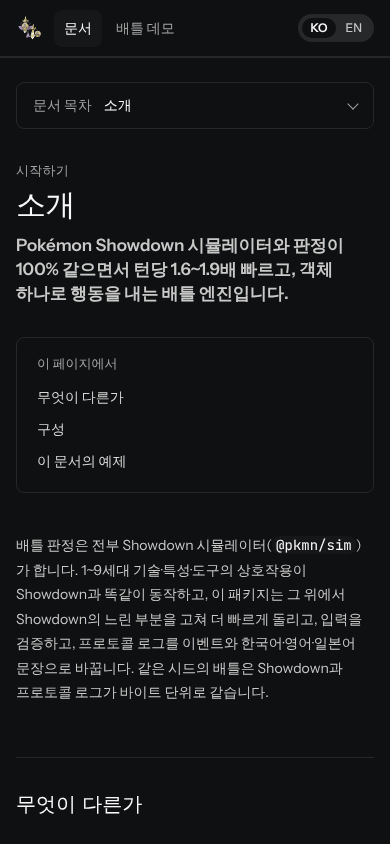 문서 배틀 데모 KO EN
문서 목차 소개
시작하기
소개
Pokémon Showdown 시뮬레이터와 판정이
100% 같으면서 턴당 1.6~1.9배 빠르고, 객체
하나로 행동을 내는 배틀 엔진입니다.
이 페이지에서
무엇이 다른가
구성
이 문서의 예제
배틀 판정은 전부 Showdown 시뮬레이터( @pkmn/sim )
가 합니다. 1~9세대 기술·특성·도구의 상호작용이
Showdown과 똑같이 동작하고, 이 패키지는 그 위에서
Showdown의 느린 부분을 고쳐 더 빠르게 돌리고, 입력을
검증하고, 프로토콜 로그를 이벤트와 한국어·영어·일본어
문장으로 바꿉니다. 같은 시드의 배틀은 Showdown과
프로토콜 로그가 바이트 단위로 같습니다.
무엇이 다른가